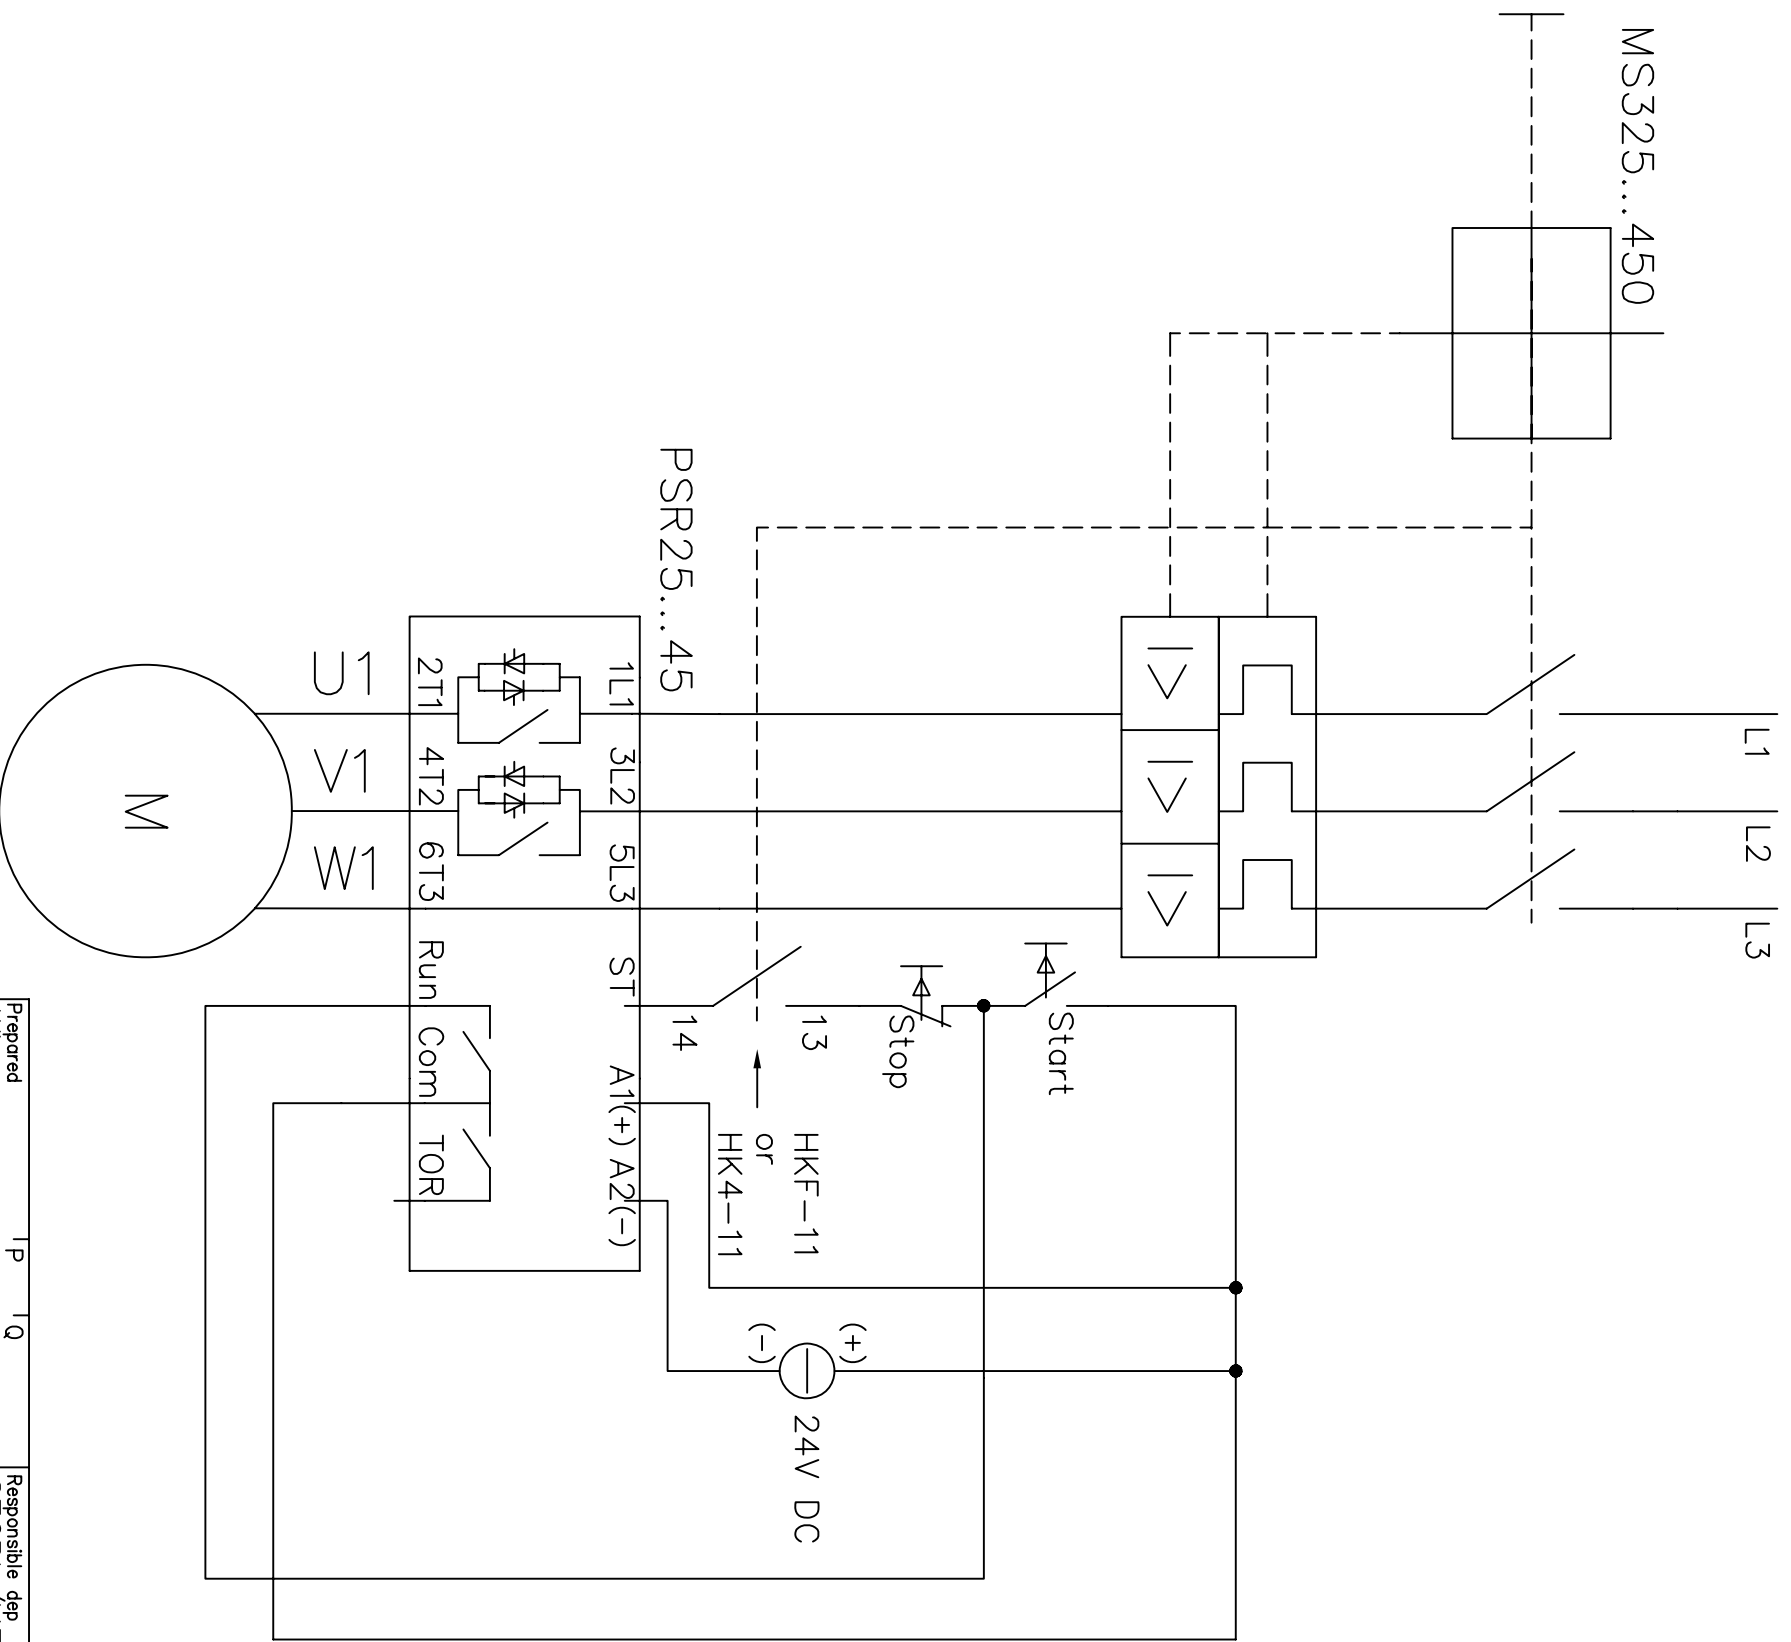 MS325...450
L1
L2
L3
Start
Stop
13
14
HKF-11
or
HK4-11
(+)
(-)
24V DC
PSR25...45
1L1
3L2
5L3
ST
A1(+)
A2(-)
2T1
4T2
6T3
Run
Com
TOR
U1
V1
W1
M
Prepared
P
Q
Responsible dep